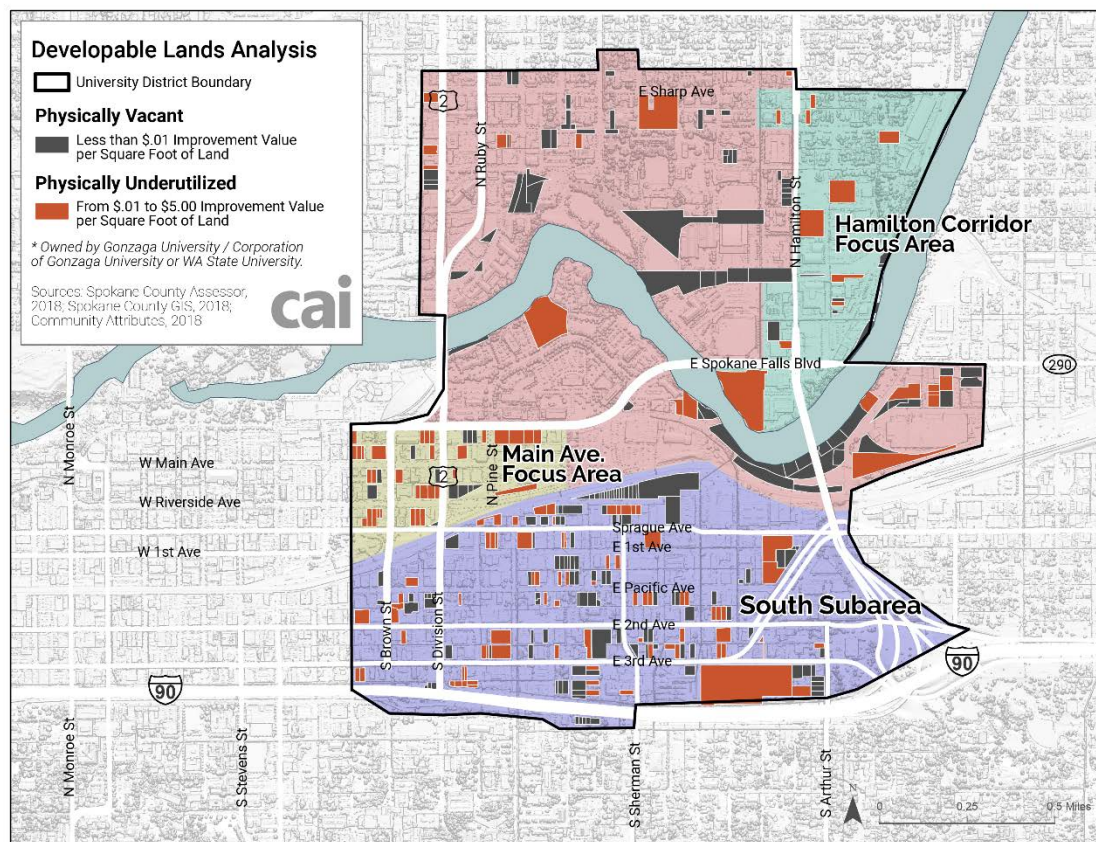 Developable Lands Analysis
University District Boundary
Physically Vacant
Less than $.01 Improvement Value
per Square Foot of Land
Physically Underutilized
From $.01 to $5.00 Improvement Value
per Square Foot of Land
* Owned by Gonzaga University / Corporation
of Gonzaga University or WA State University.
Sources: Spokane County Assessor,
2018; Spokane County GIS, 2018;
Community Attributes, 2018
cai
2
N Ruby St
E Sharp Ave
N Hamilton St
Hamilton Corridor
Focus Area
E Spokane Falls Blvd
290
N Monroe St
W Main Ave
W Riverside Ave
W 1st Ave
2
N Pine St
Main Ave.
Focus Area
Sprague Ave
E 1st Ave
E Pacific Ave
South Subarea
E 2nd Ave
E 3rd Ave
S Brown St
S Division St
90
90
N Monroe St
S Stevens St
S Sherman St
S Arthur St
N
0 0.25 0.5 Miles